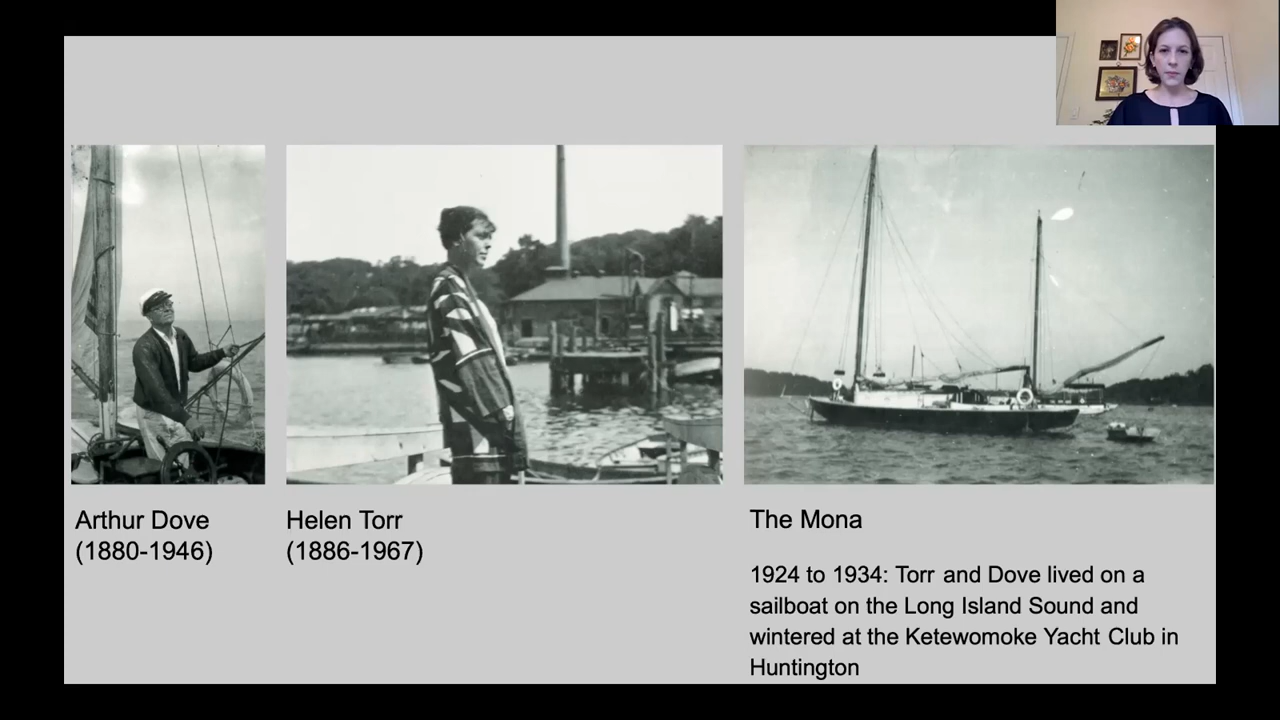 Arthur Dove
(1880-1946)
Helen Torr
(1886-1967)
The Mona
1924 to 1934: Torr and Dove lived on a
sailboat on the Long Island Sound and
wintered at the Ketewomoke Yacht Club in
Huntington